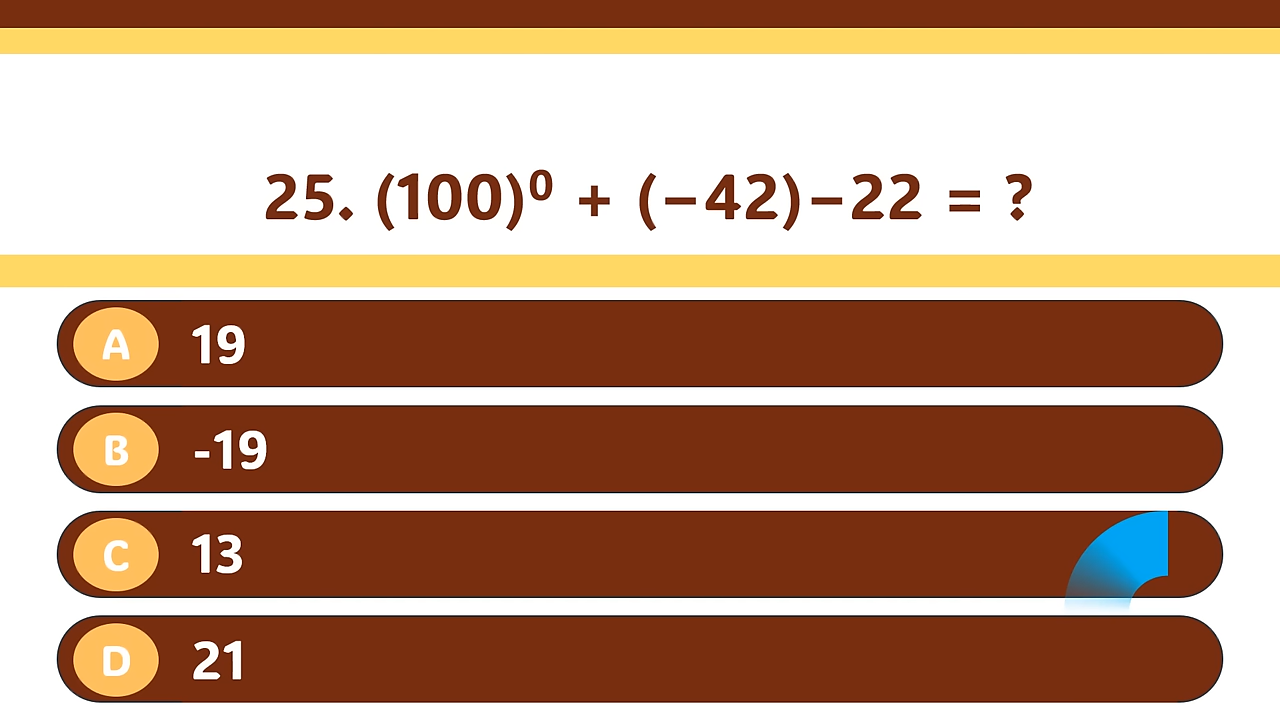 25. (100)⁰ + (−42)−22 = ?
A 19
B -19
C 13
D 21